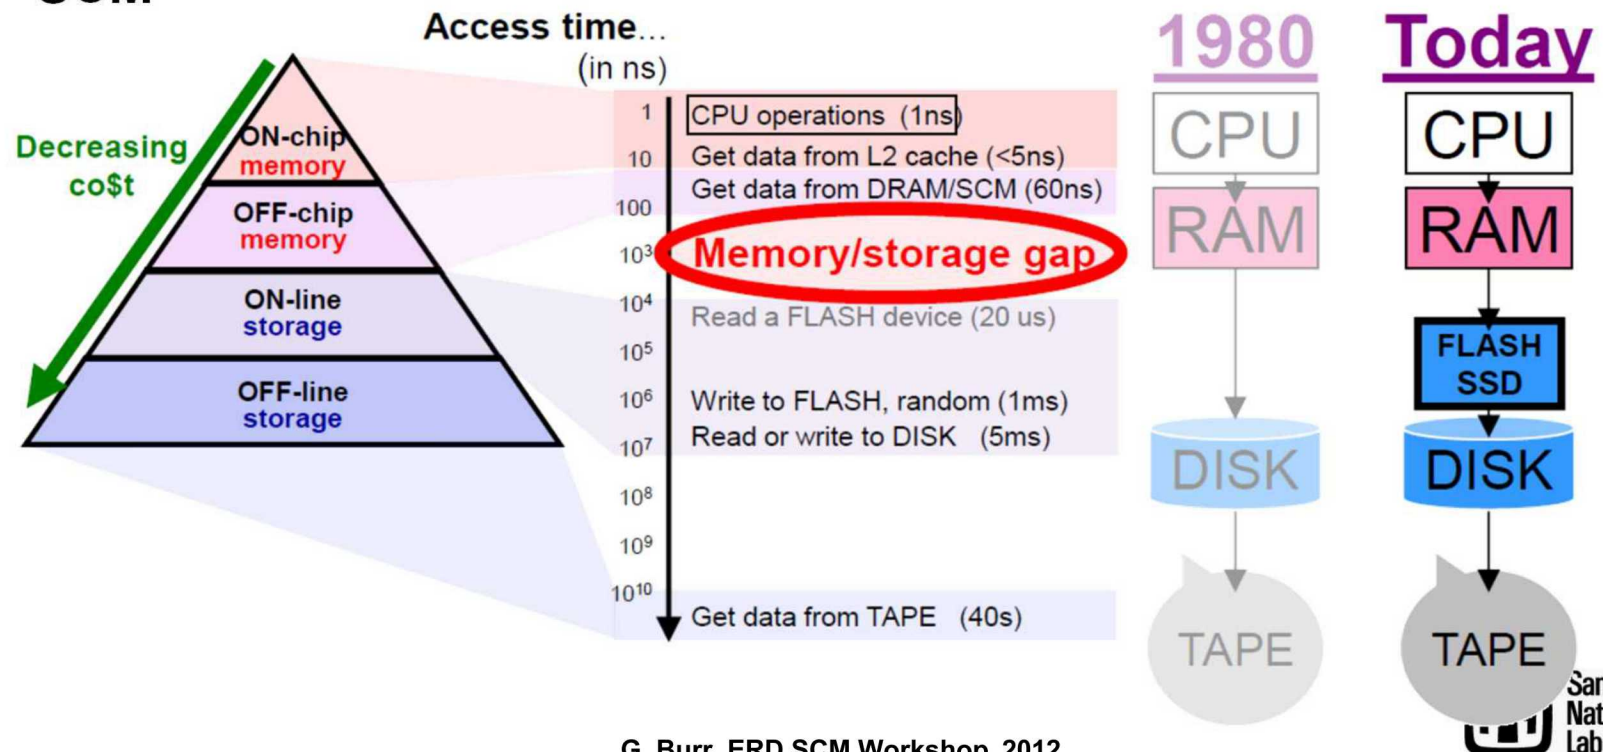 Access time...
(in ns)
1980
Today
Decreasing
co$t
ON-chip
memory
OFF-chip
memory
ON-line
storage
OFF-line
storage
1
10
100
10³
10⁴
10⁵
10⁶
10⁷
10⁸
10⁹
10¹⁰
CPU operations (1ns)
Get data from L2 cache (<5ns)
Get data from DRAM/SCM (60ns)
Memory/storage gap
Read a FLASH device (20 us)
Write to FLASH, random (1ms)
Read or write to DISK (5ms)
Get data from TAPE (40s)
CPU
RAM
DISK
TAPE
CPU
RAM
FLASH
SSD
DISK
TAPE
G. Burr, ERD SCM Workshop, 2012